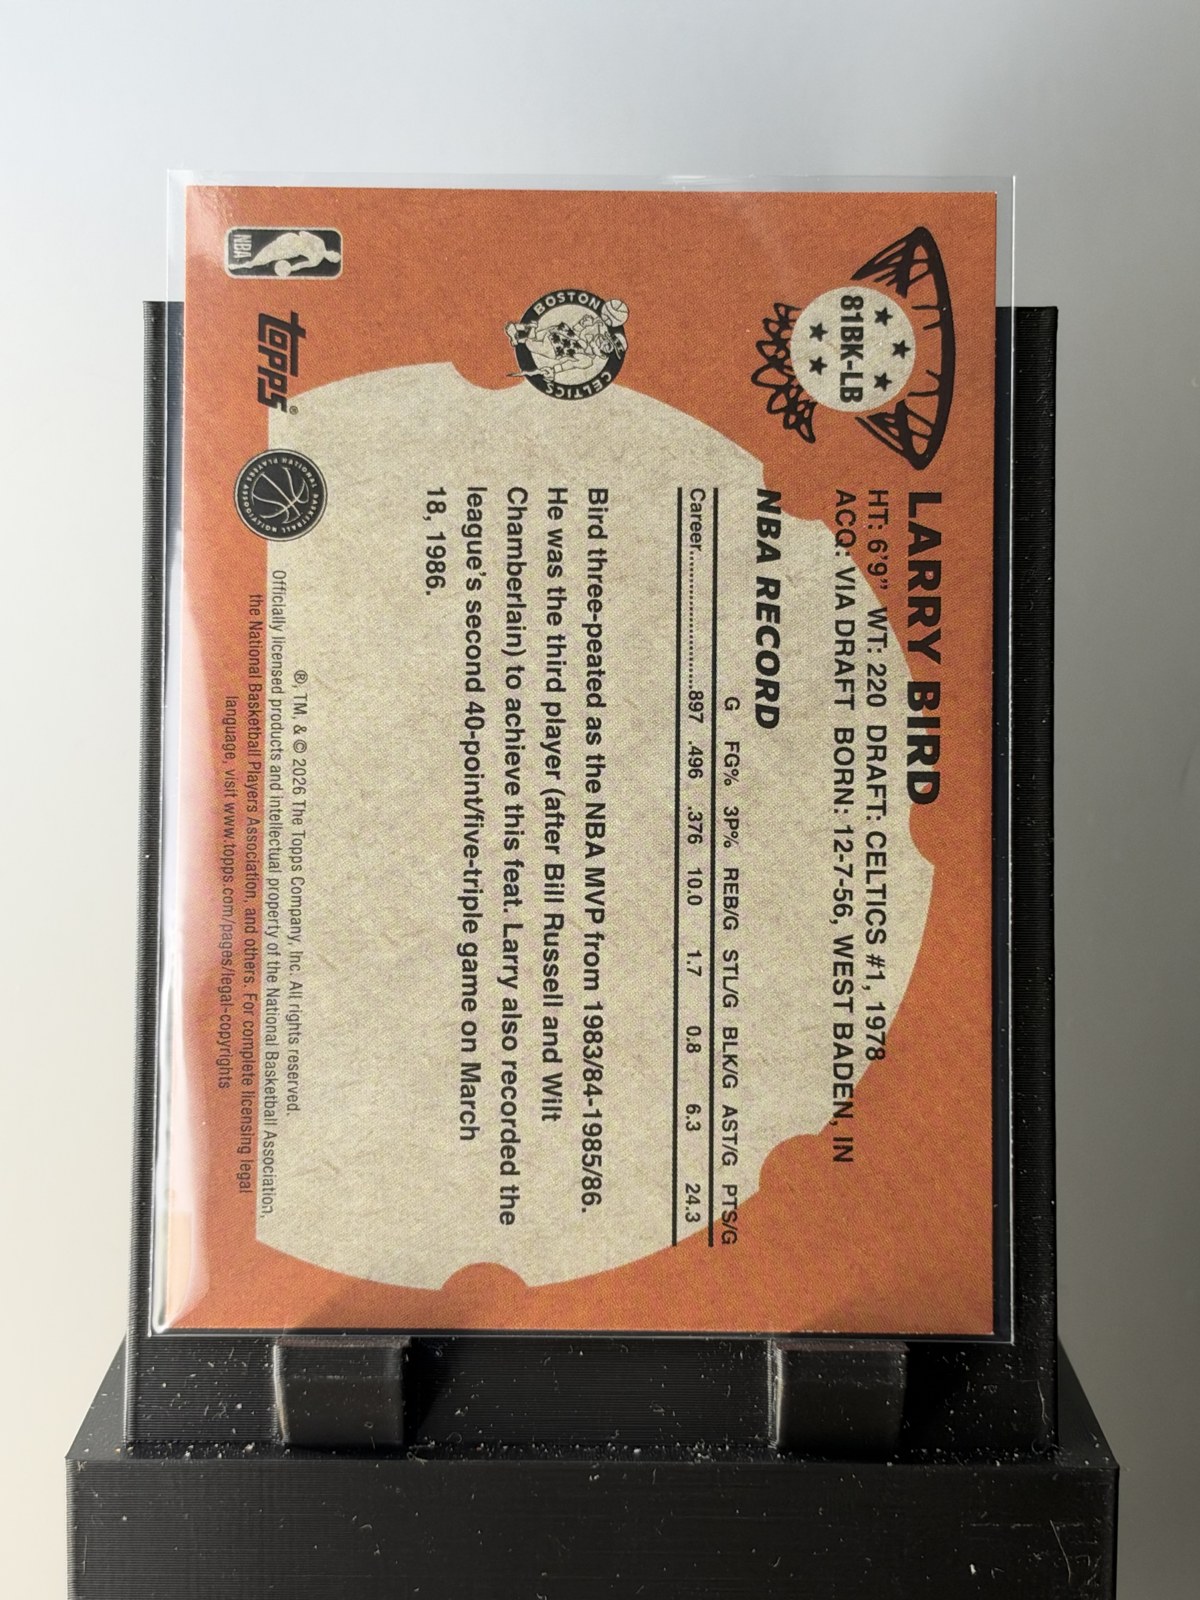 81BK-LB
LARRY BIRD
HT: 6'9" WT: 220 DRAFT: CELTICS #1, 1978
ACQ: VIA DRAFT BORN: 12-7-56, WEST BADEN, IN
NBA RECORD
G FG% 3P% REB/G STL/G BLK/G AST/G PTS/G
Career........................897 .496 .376 10.0 1.7 0.8 6.3 24.3
BOSTON
CELTICS
Bird three-peated as the NBA MVP from 1983/84-1985/86.
He was the third player (after Bill Russell and Wilt
Chamberlain) to achieve this feat. Larry also recorded the
league's second 40-point/five-triple game on March
18, 1986.
NBA
topps®
NATIONAL BASKETBALL PLAYERS ASSOCIATION
®, TM, & © 2026 The Topps Company, Inc. All rights reserved.
Officially licensed products and intellectual property of the National Basketball Association,
the National Basketball Players Association, and others. For complete licensing legal
language, visit www.topps.com/pages/legal-copyrights